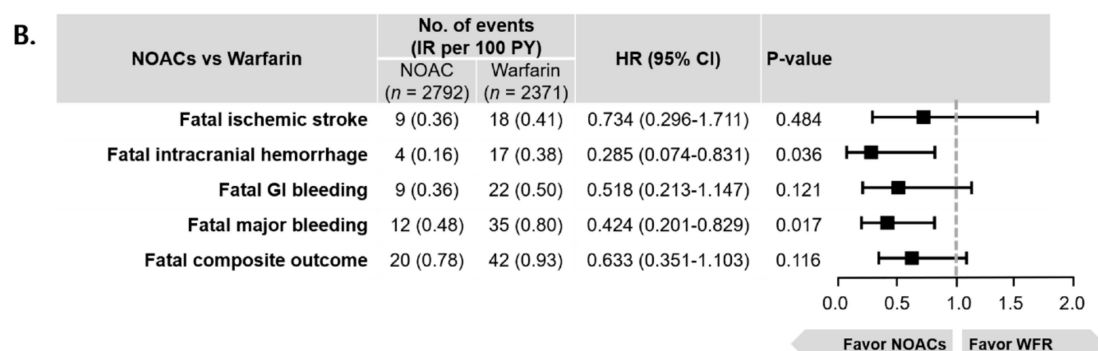 B.
NOACs vs Warfarin
No. of events
(IR per 100 PY)
NOAC
(n = 2792)
Warfarin
(n = 2371)
HR (95% CI)
P-value
Fatal ischemic stroke 9 (0.36) 18 (0.41) 0.734 (0.296-1.711) 0.484
Fatal intracranial hemorrhage 4 (0.16) 17 (0.38) 0.285 (0.074-0.831) 0.036
Fatal GI bleeding 9 (0.36) 22 (0.50) 0.518 (0.213-1.147) 0.121
Fatal major bleeding 12 (0.48) 35 (0.80) 0.424 (0.201-0.829) 0.017
Fatal composite outcome 20 (0.78) 42 (0.93) 0.633 (0.351-1.103) 0.116
0.0 0.5 1.0 1.5 2.0
Favor NOACs Favor WFR